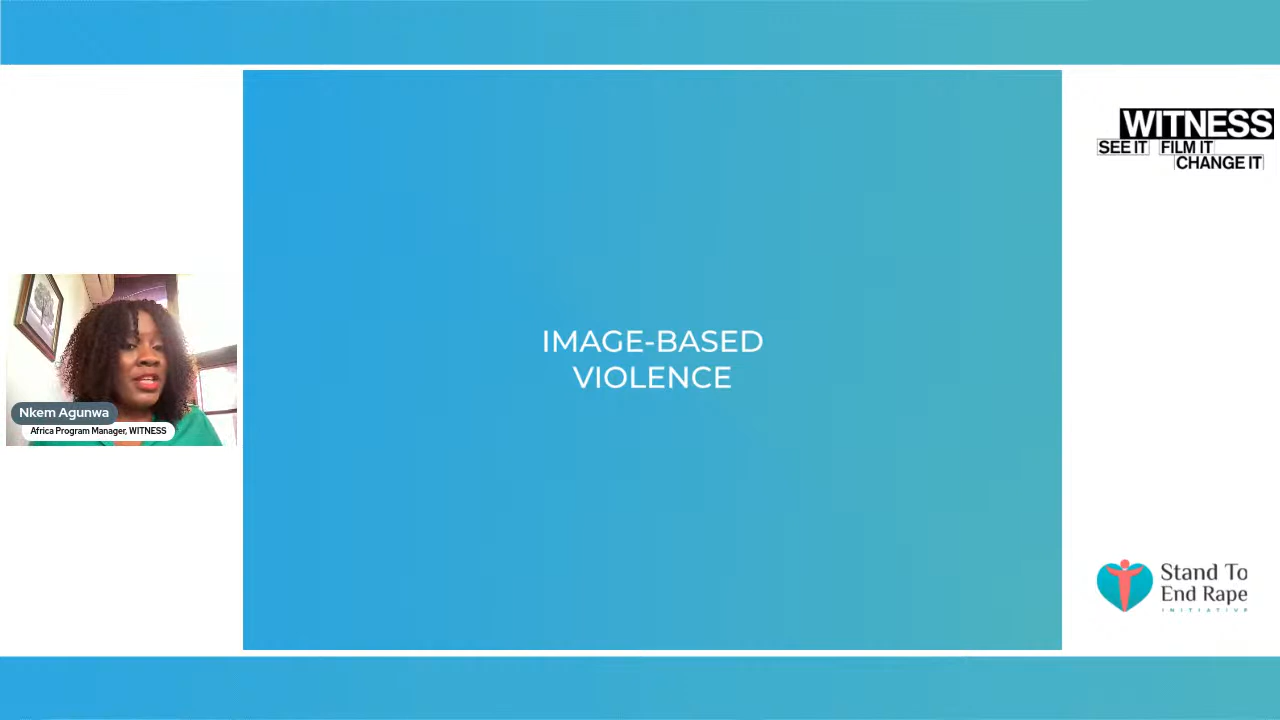 IMAGE-BASED
VIOLENCE
WITNESS
SEE IT FILM IT
CHANGE IT
Nkem Agunwa
Africa Program Manager, WITNESS
Stand To
End Rape
INITIATIVE